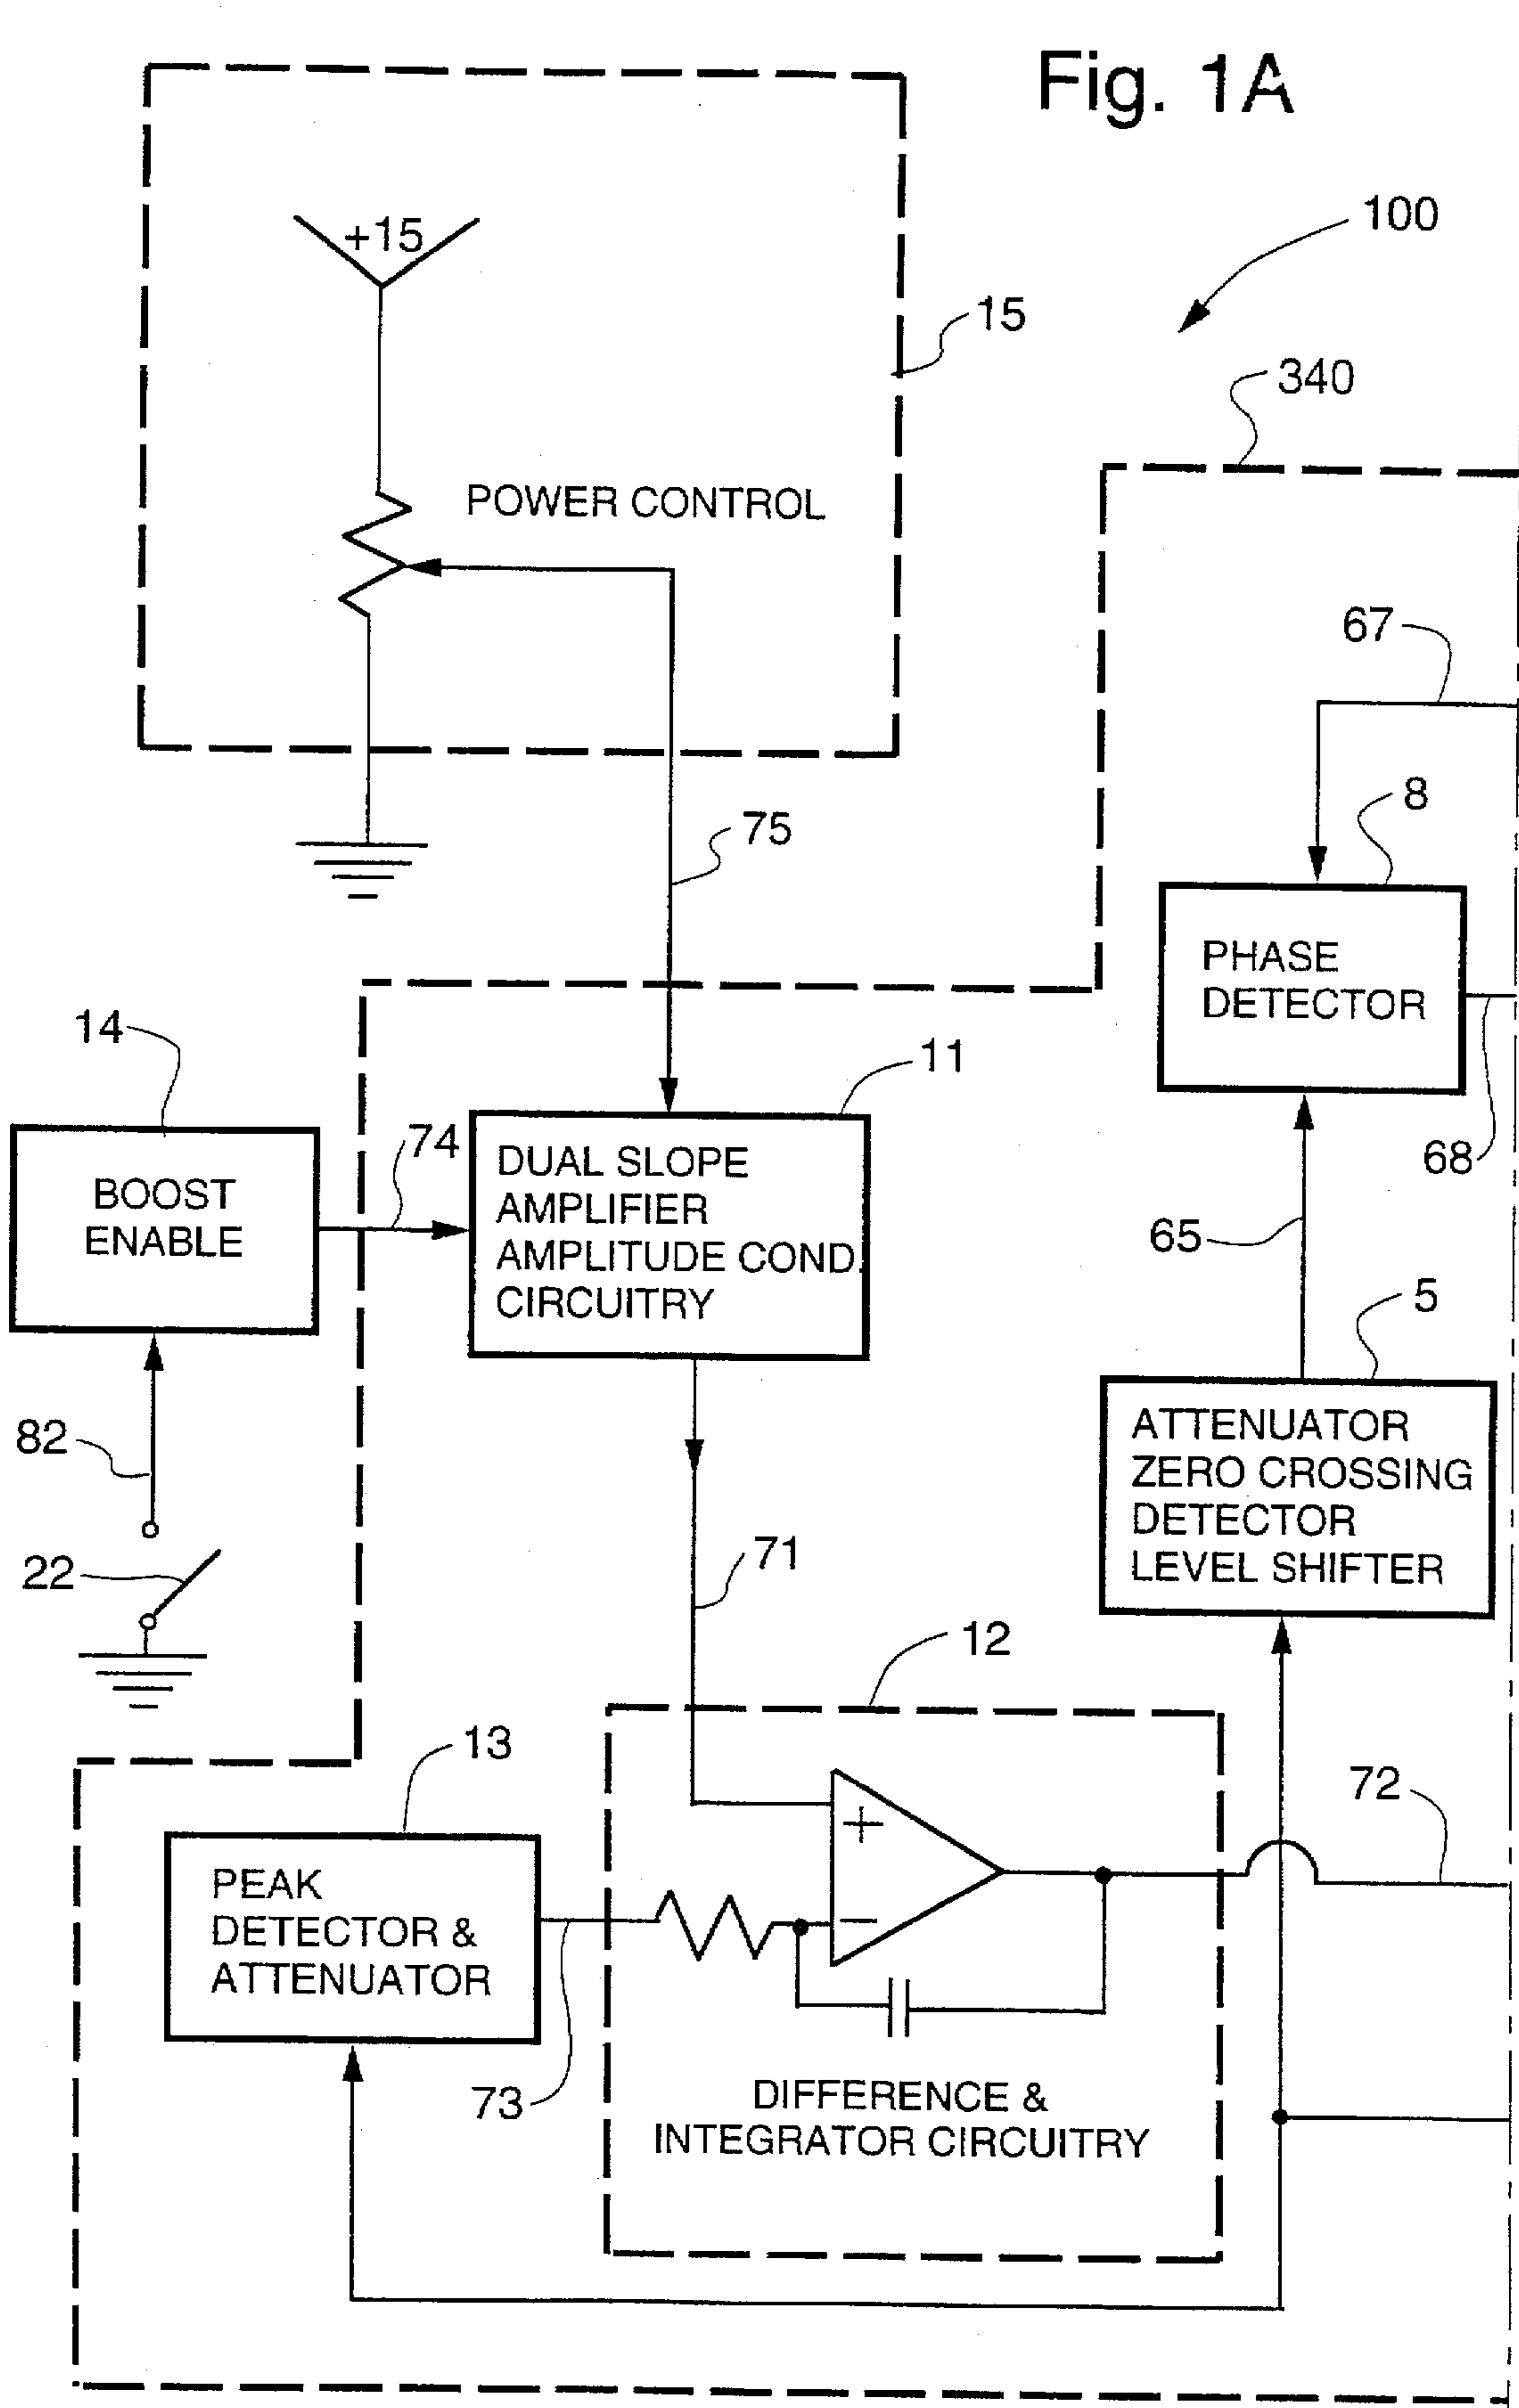 Fig. 1A
100
+15
15
340
POWER CONTROL
67
8
75
PHASE
DETECTOR
14
11
68
74
BOOST
ENABLE
DUAL SLOPE
AMPLIFIER
AMPLITUDE COND.
CIRCUITRY
65
5
82
ATTENUATOR
ZERO CROSSING
DETECTOR
LEVEL SHIFTER
22
71
12
13
72
+
−
PEAK
DETECTOR &
ATTENUATOR
73
DIFFERENCE &
INTEGRATOR CIRCUITRY